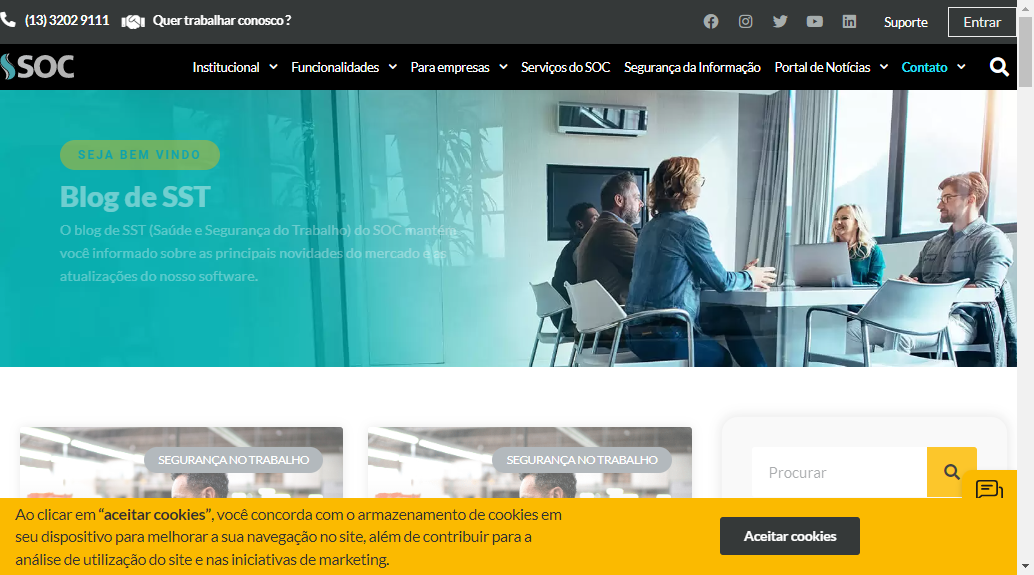 (13) 3202 9111 Quer trabalhar conosco ?
Suporte Entrar
SOC
Institucional Funcionalidades Para empresas Serviços do SOC Segurança da Informação Portal de Notícias Contato
SEJA BEM VINDO
Blog de SST
O blog de SST (Saúde e Segurança do Trabalho) do SOC mantém
você informado sobre as principais novidades do mercado e as
atualizações do nosso software.
SEGURANÇA NO TRABALHO SEGURANÇA NO TRABALHO
Procurar
Ao clicar em “aceitar cookies”, você concorda com o armazenamento de cookies em
seu dispositivo para melhorar a sua navegação no site, além de contribuir para a
análise de utilização do site e nas iniciativas de marketing.
Aceitar cookies